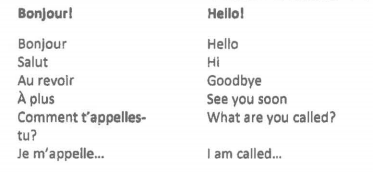 Bonjour! Hello!
Bonjour Hello
Salut Hi
Au revoir Goodbye
À plus See you soon
Comment t'appelles- What are you called?
tu?
Je m'appelle... I am called...